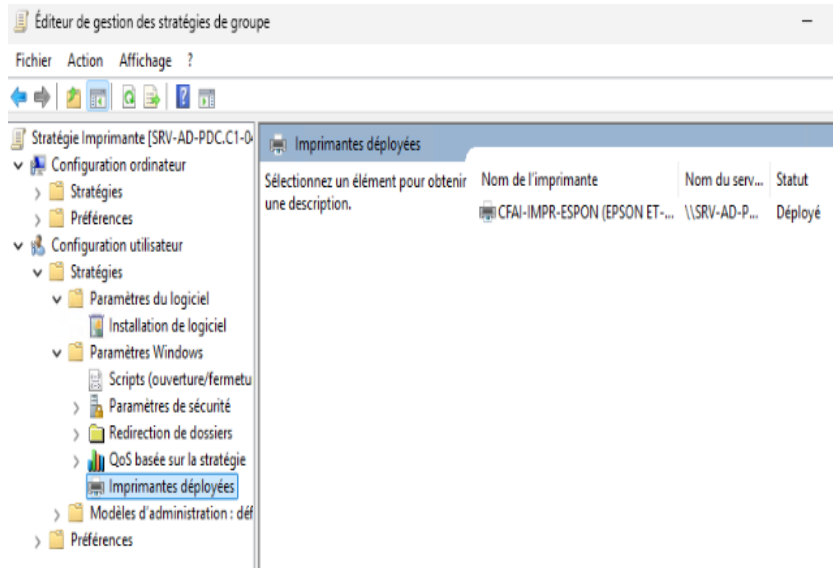 Éditeur de gestion des stratégies de groupe
Fichier Action Affichage ?
Stratégie Imprimante [SRV-AD-PDC.C1-0
Configuration ordinateur
Stratégies
Préférences
Configuration utilisateur
Stratégies
Paramètres du logiciel
Installation de logiciel
Paramètres Windows
Scripts (ouverture/fermetu
Paramètres de sécurité
Redirection de dossiers
QoS basée sur la stratégie
Imprimantes déployées
Modèles d'administration : déf
Préférences
Imprimantes déployées
Sélectionnez un élément pour obtenir
une description.
Nom de l'imprimante Nom du serv... Statut
CFAI-IMPR-ESPON (EPSON ET-... \\SRV-AD-P... Déployé